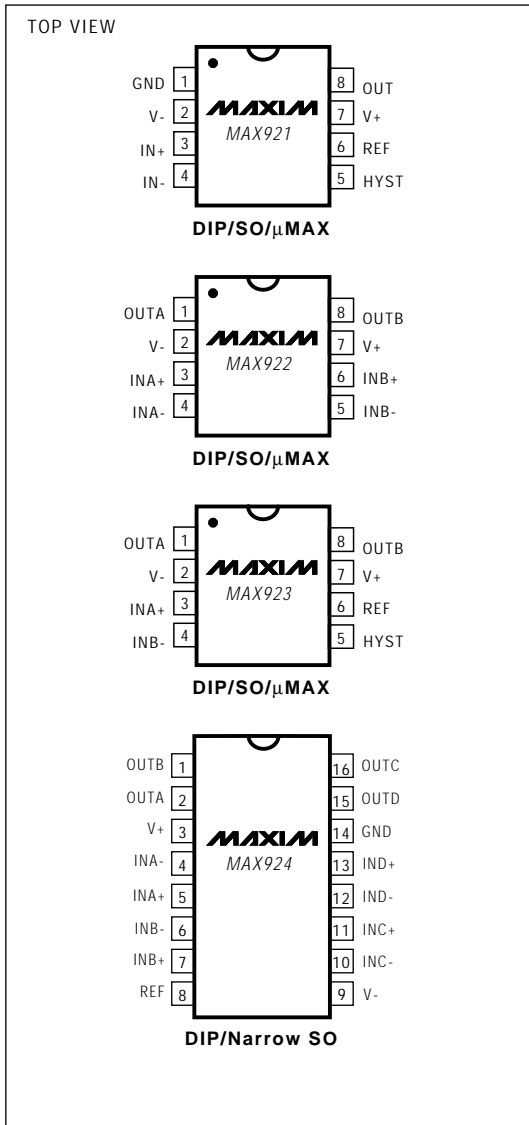 TOP VIEW
GND 1 8 OUT
V- 2 MAXIM 7 V+
IN+ 3 MAX921 6 REF
IN- 4 5 HYST
DIP/SO/μMAX
OUTA 1 8 OUTB
V- 2 MAXIM 7 V+
INA+ 3 MAX922 6 INB+
INA- 4 5 INB-
DIP/SO/μMAX
OUTA 1 8 OUTB
V- 2 MAXIM 7 V+
INA+ 3 MAX923 6 REF
INB- 4 5 HYST
DIP/SO/μMAX
OUTB 1 16 OUTC
OUTA 2 15 OUTD
V+ 3 MAXIM 14 GND
INA- 4 MAX924 13 IND+
INA+ 5 12 IND-
INB- 6 11 INC+
INB+ 7 10 INC-
REF 8 9 V-
DIP/Narrow SO